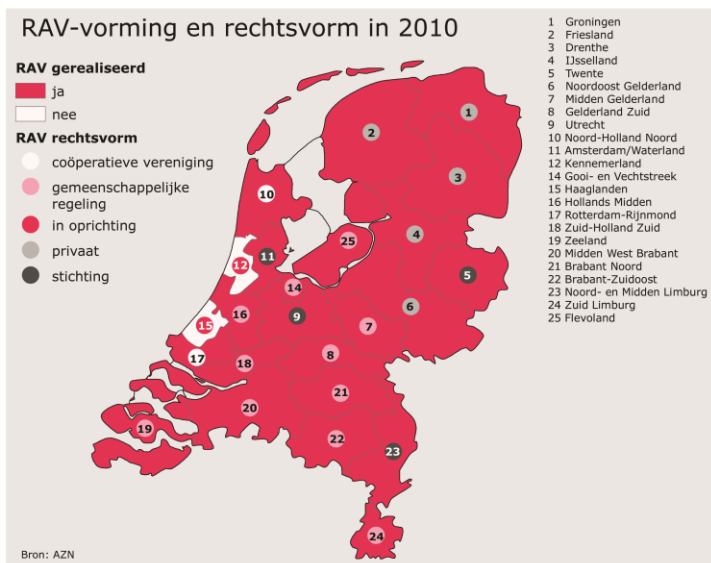 RAV-vorming en rechtsvorm in 2010
RAV gerealiseerd
ja
nee
RAV rechtsvorm
coöperatieve vereniging
gemeenschappelijke
regeling
in oprichting
privaat
stichting
1 Groningen
2 Friesland
3 Drenthe
4 IJsselland
5 Twente
6 Noordoost Gelderland
7 Midden Gelderland
8 Gelderland Zuid
9 Utrecht
10 Noord-Holland Noord
11 Amsterdam/Waterland
12 Kennemerland
14 Gooi- en Vechtstreek
15 Haaglanden
16 Hollands Midden
17 Rotterdam-Rijnmond
18 Zuid-Holland Zuid
19 Zeeland
20 Midden West Brabant
21 Brabant Noord
22 Brabant-Zuidoost
23 Noord- en Midden Limburg
24 Zuid Limburg
25 Flevoland
1
2
3
10
4
25
11
12
5
14
6
16
9
15
7
8
17
18
21
20
19
22
23
24
Bron: AZN